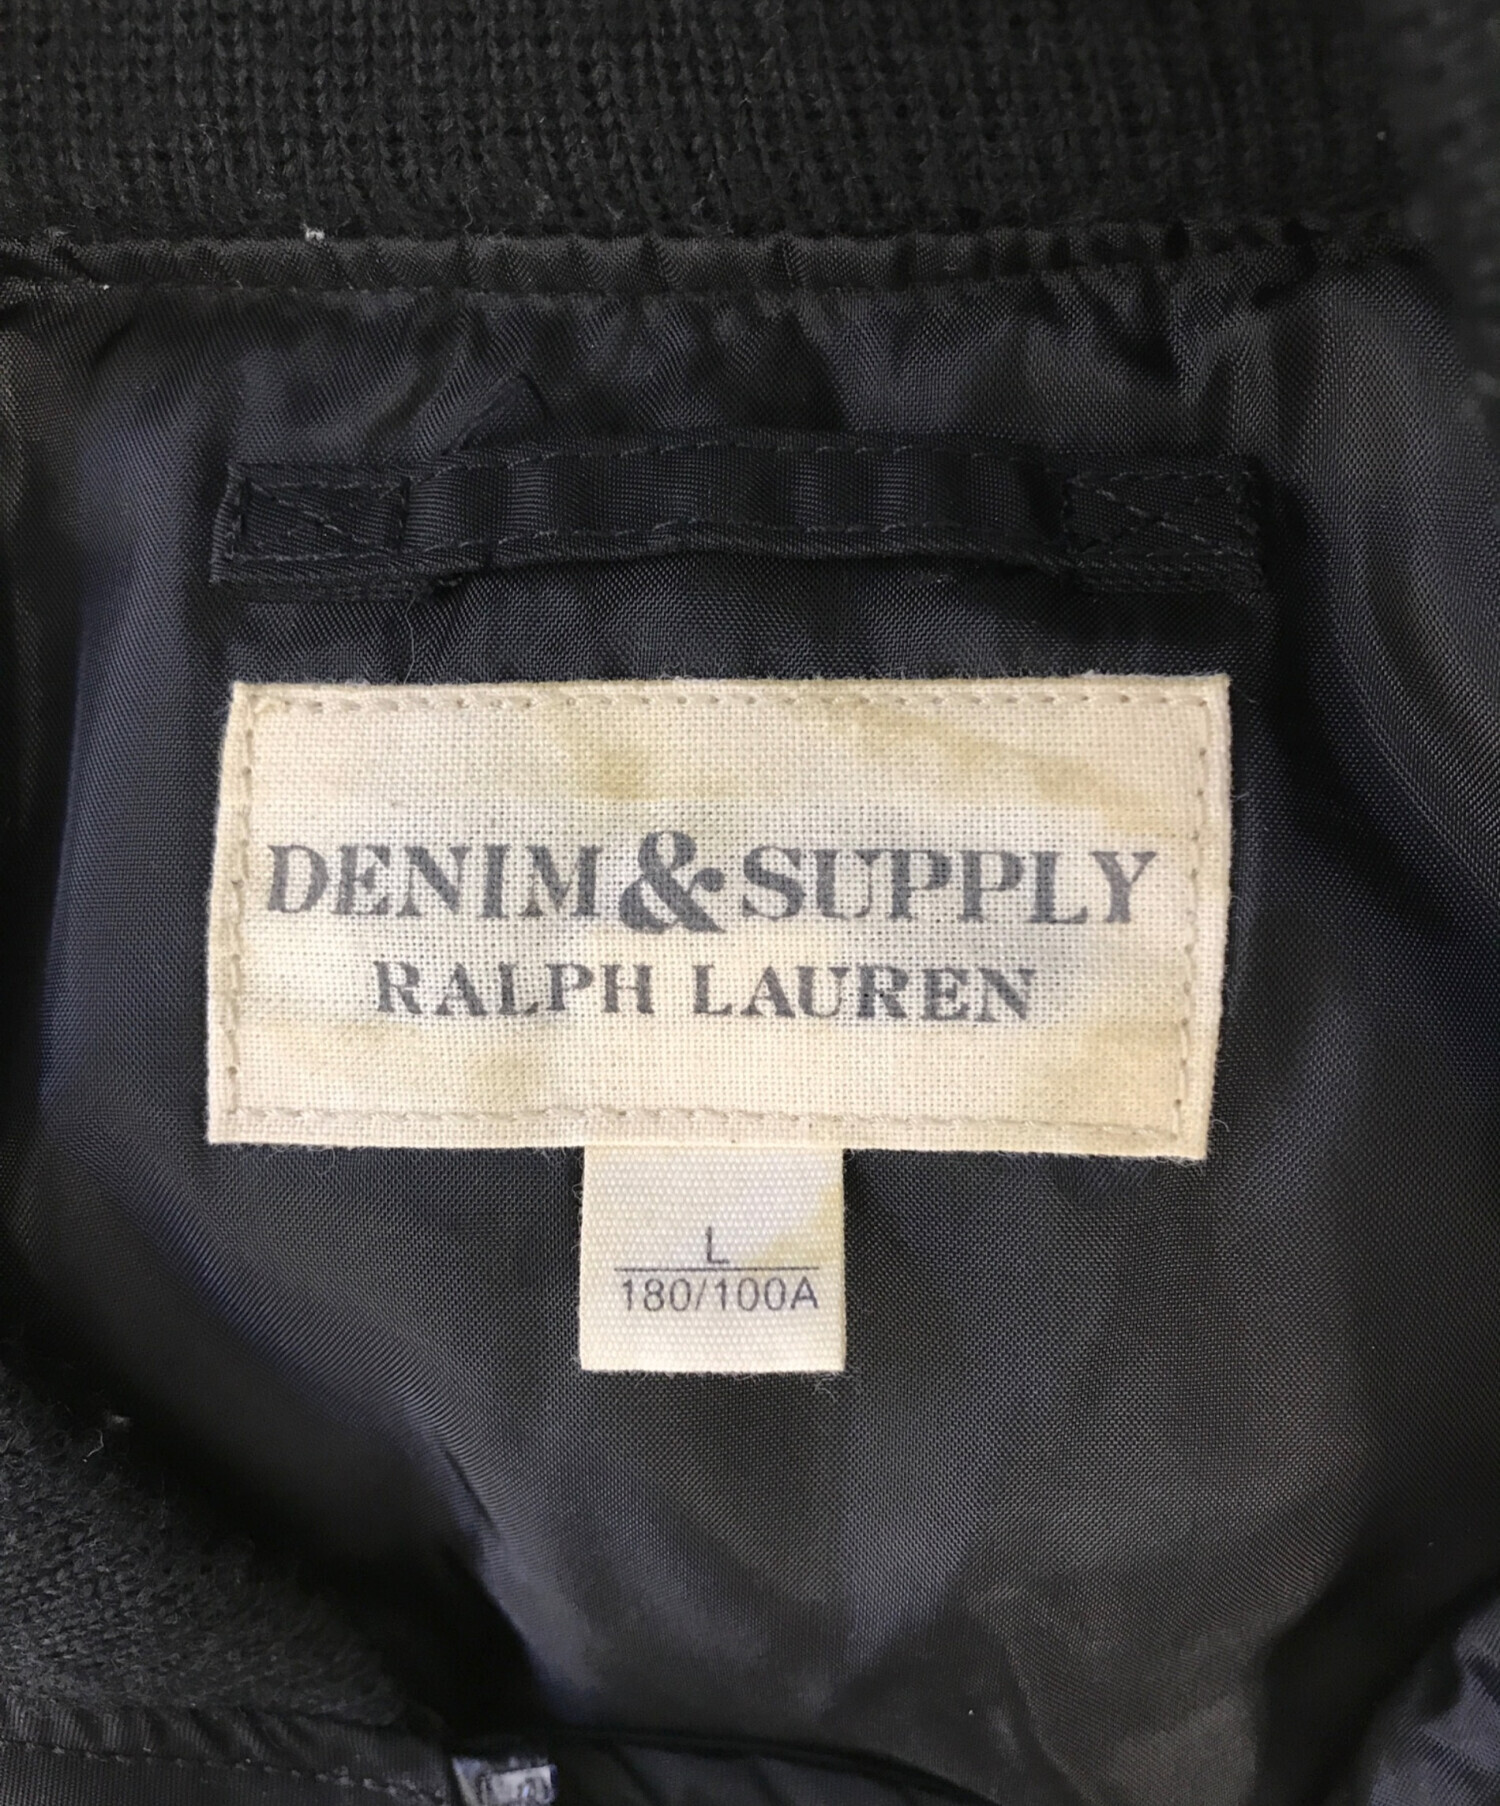 DENIM & SUPPLY
RALPH LAUREN
L
180/100A